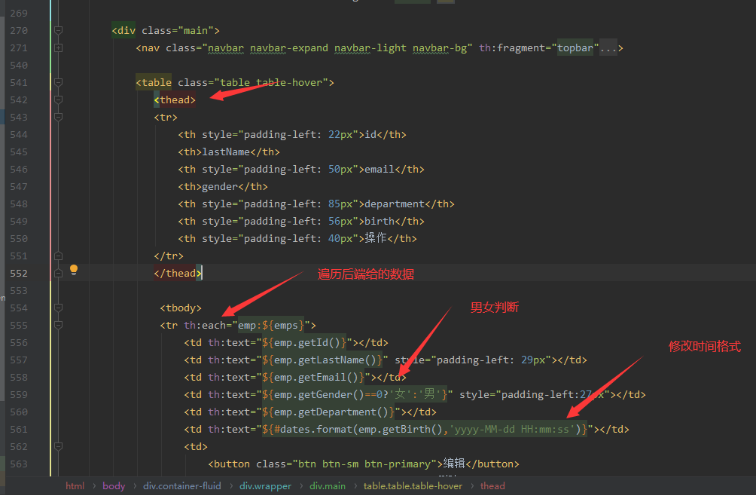 269
270 <div class="main">
271 <nav class="navbar navbar-expand navbar-light navbar-bg" th:fragment="topbar"...>
540
541 <table class="table table-hover">
542 <thead>
543 <tr>
544 <th style="padding-left: 22px">id</th>
545 <th>lastName</th>
546 <th style="padding-left: 50px">email</th>
547 <th>gender</th>
548 <th style="padding-left: 85px">department</th>
549 <th style="padding-left: 56px">birth</th>
550 <th style="padding-left: 40px">操作</th>
551 </tr>
552 </thead>
遍历后端给的数据
554 <tbody>
男女判断
555 <tr th:each="emp:${emps}">
556 <td th:text="${emp.getId()}"></td>
修改时间格式
557 <td th:text="${emp.getLastName()}" style="padding-left: 29px"></td>
558 <td th:text="${emp.getEmail()}"></td>
559 <td th:text="${emp.getGender()==0?'女':'男'}" style="padding-left:27px"></td>
560 <td th:text="${emp.getDepartment()}"></td>
561 <td th:text="${#dates.format(emp.getBirth(),'yyyy-MM-dd HH:mm:ss')}"></td>
562 <td>
563 <button class="btn btn-sm btn-primary">编辑</button>
html body div.container-fluid div.wrapper div.main table.table.table-hover thead